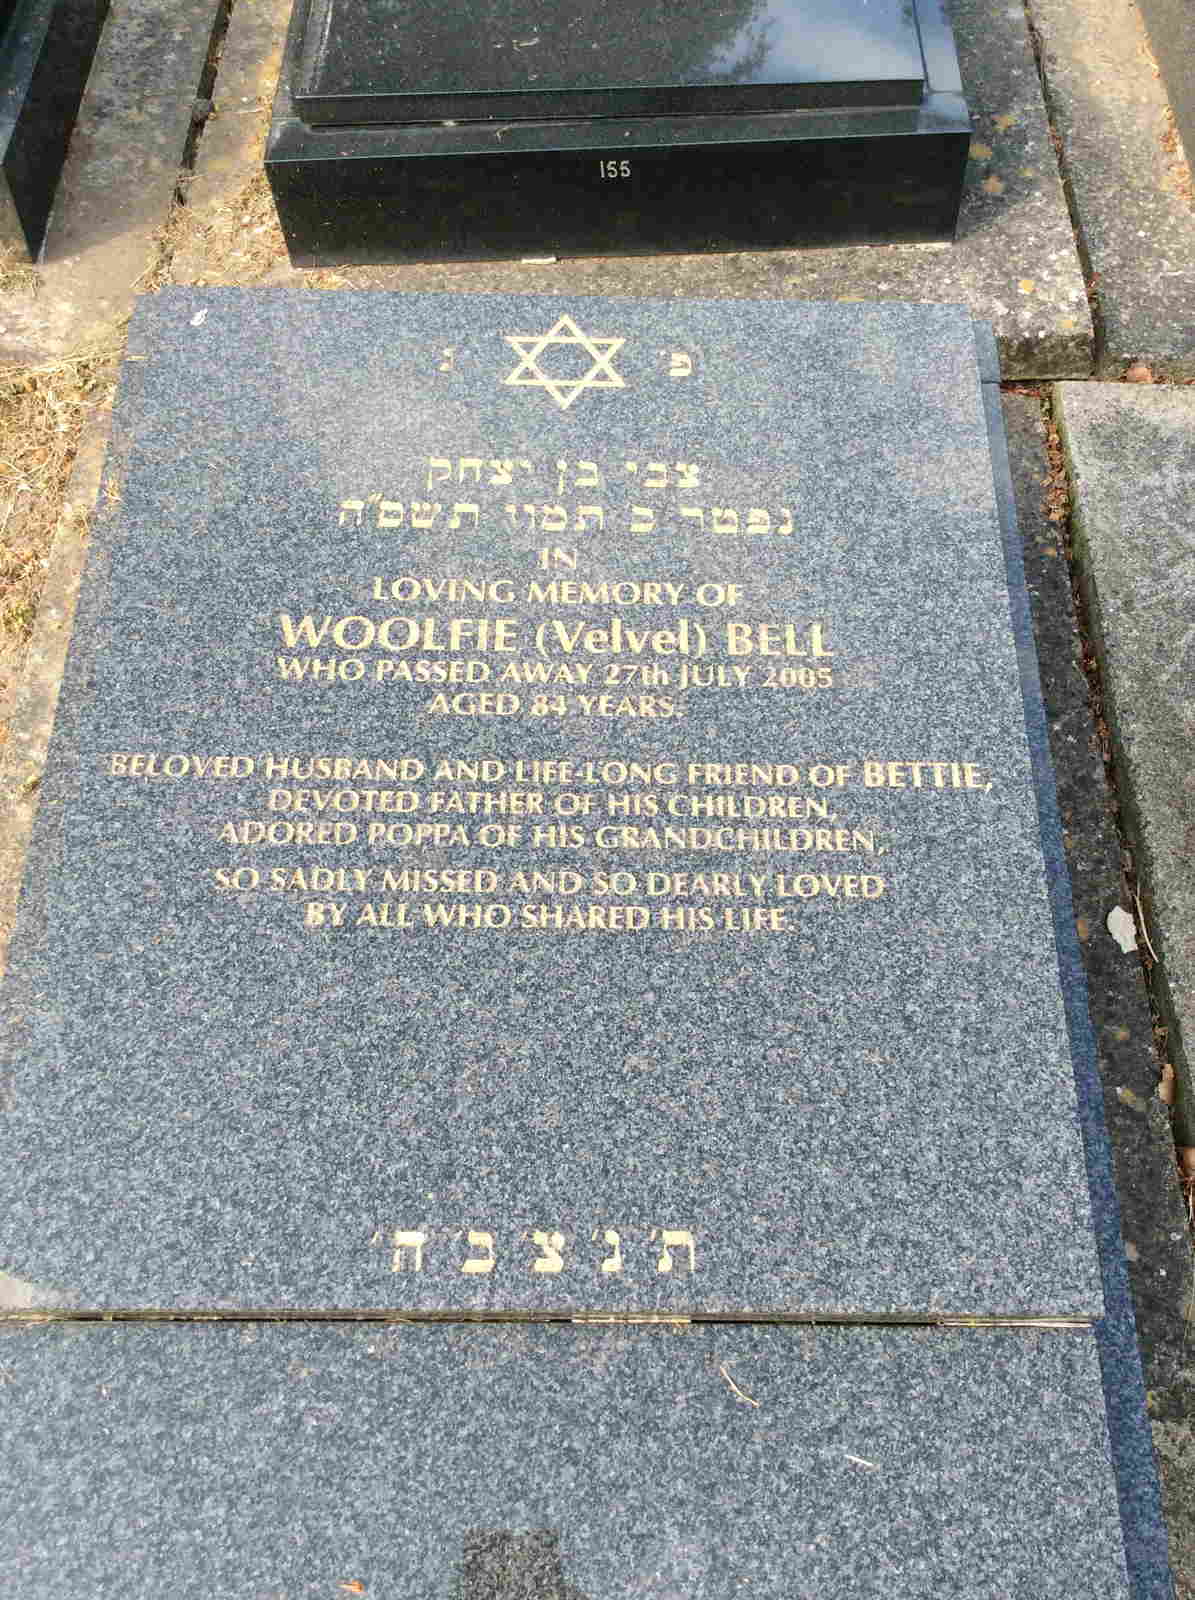 155
פ׳ נ׳
צבי בן יצחק
נפטר כ׳ תמוז תשס״ה
IN
LOVING MEMORY OF
WOOLFIE (Velvel) BELL
WHO PASSED AWAY 27th JULY 2005
AGED 84 YEARS.
BELOVED HUSBAND AND LIFE-LONG FRIEND OF BETTIE,
DEVOTED FATHER OF HIS CHILDREN,
ADORED POPPA OF HIS GRANDCHILDREN,
SO SADLY MISSED AND SO DEARLY LOVED
BY ALL WHO SHARED HIS LIFE.
ת׳ נ׳ צ׳ ב׳ ה׳